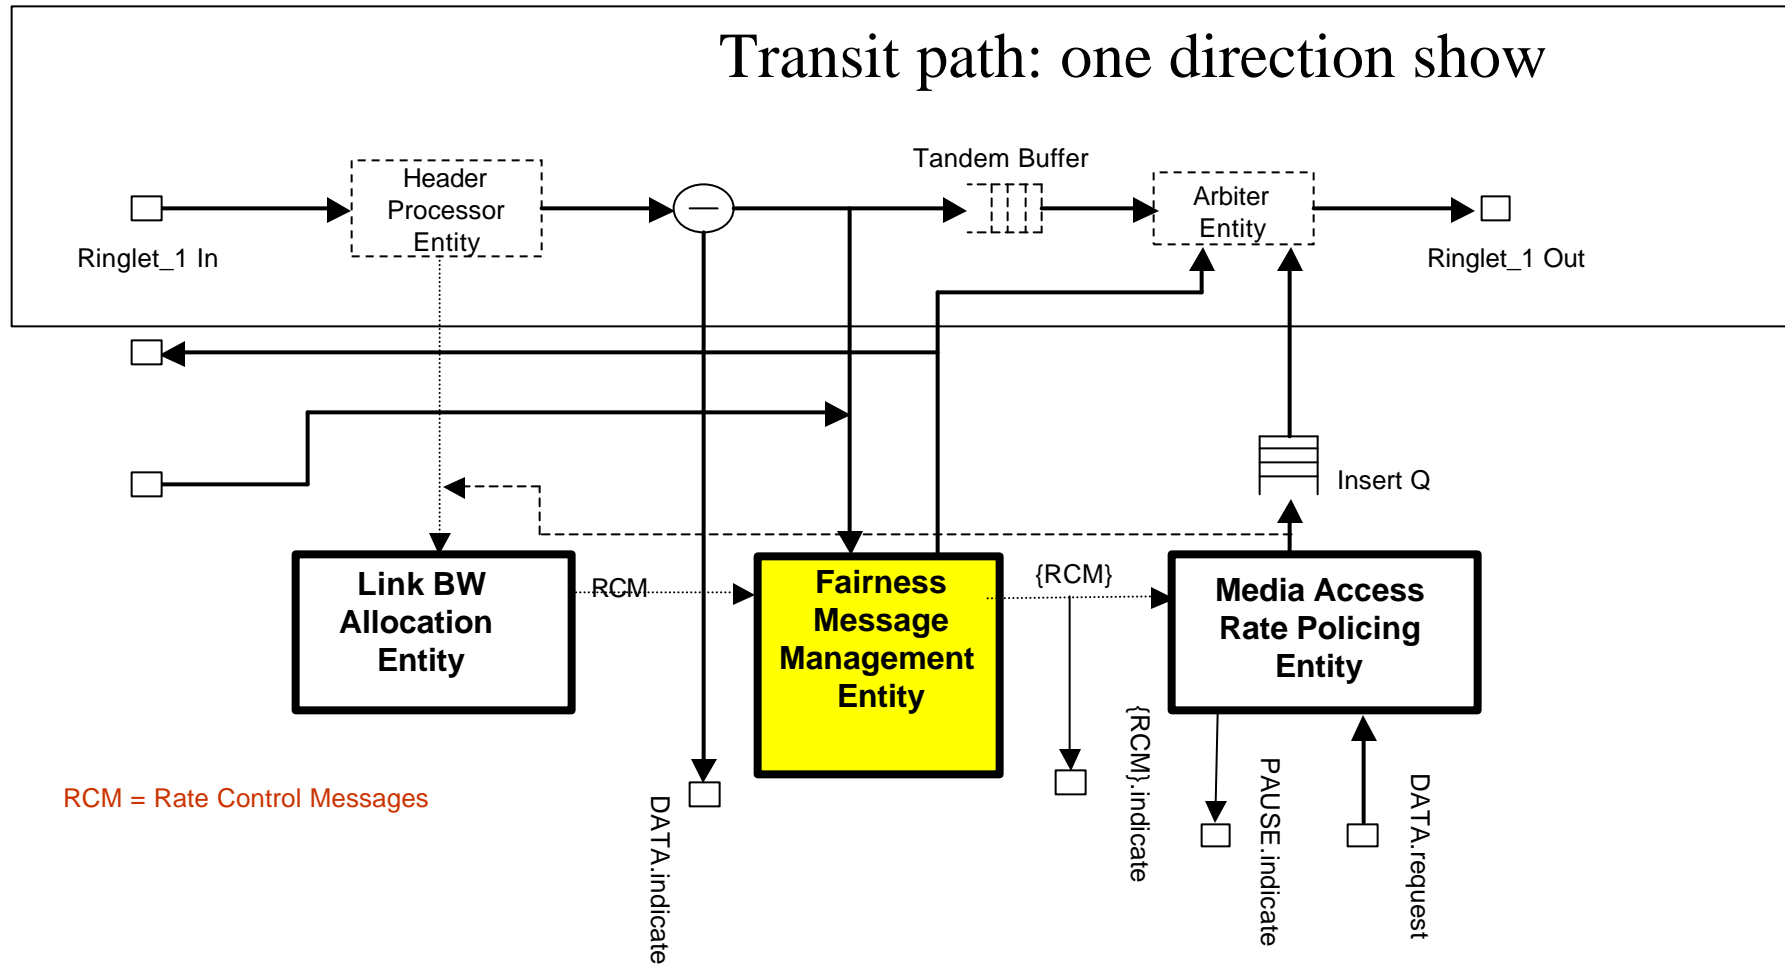 Transit path: one direction show
Tandem Buffer
Header
Processor
Entity
Arbiter
Entity
Ringlet_1 In
Ringlet_1 Out
Insert Q
Link BW
Allocation
Entity
RCM
Fairness
Message
Management
Entity
{RCM}
Media Access
Rate Policing
Entity
RCM = Rate Control Messages
DATA.indicate
{RCM}.indicate
PAUSE.indicate
DATA.request